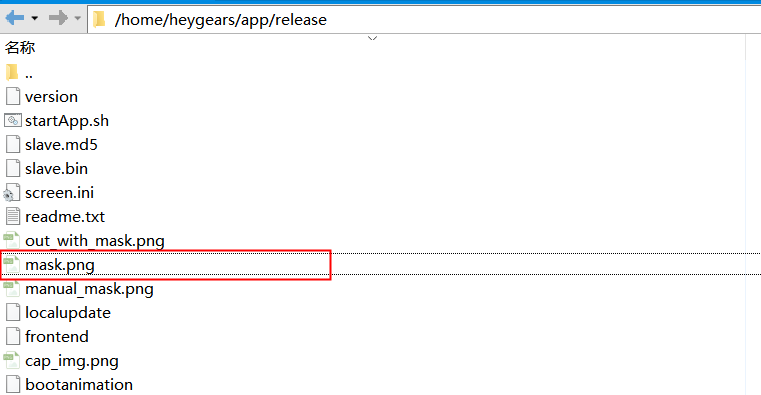 /home/heygears/app/release
名称
..
version
startApp.sh
slave.md5
slave.bin
screen.ini
readme.txt
out_with_mask.png
mask.png
manual_mask.png
localupdate
frontend
cap_img.png
bootanimation